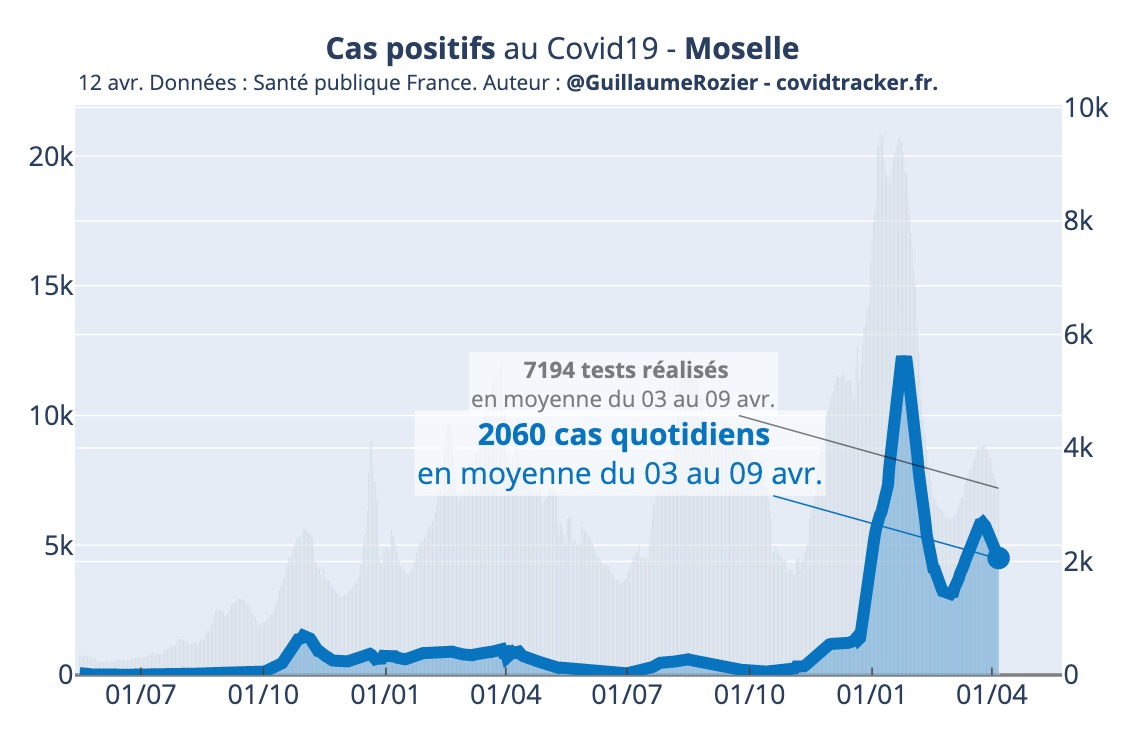 Cas positifs au Covid19 - Moselle
12 avr. Données : Santé publique France. Auteur : @GuillaumeRozier - covidtracker.fr.
10k
20k
8k
15k
6k
7194 tests réalisés
en moyenne du 03 au 09 avr.
10k
2060 cas quotidiens
4k
en moyenne du 03 au 09 avr.
5k
2k
0
0
01/07
01/10
01/01
01/04
01/07
01/10
01/01
01/04